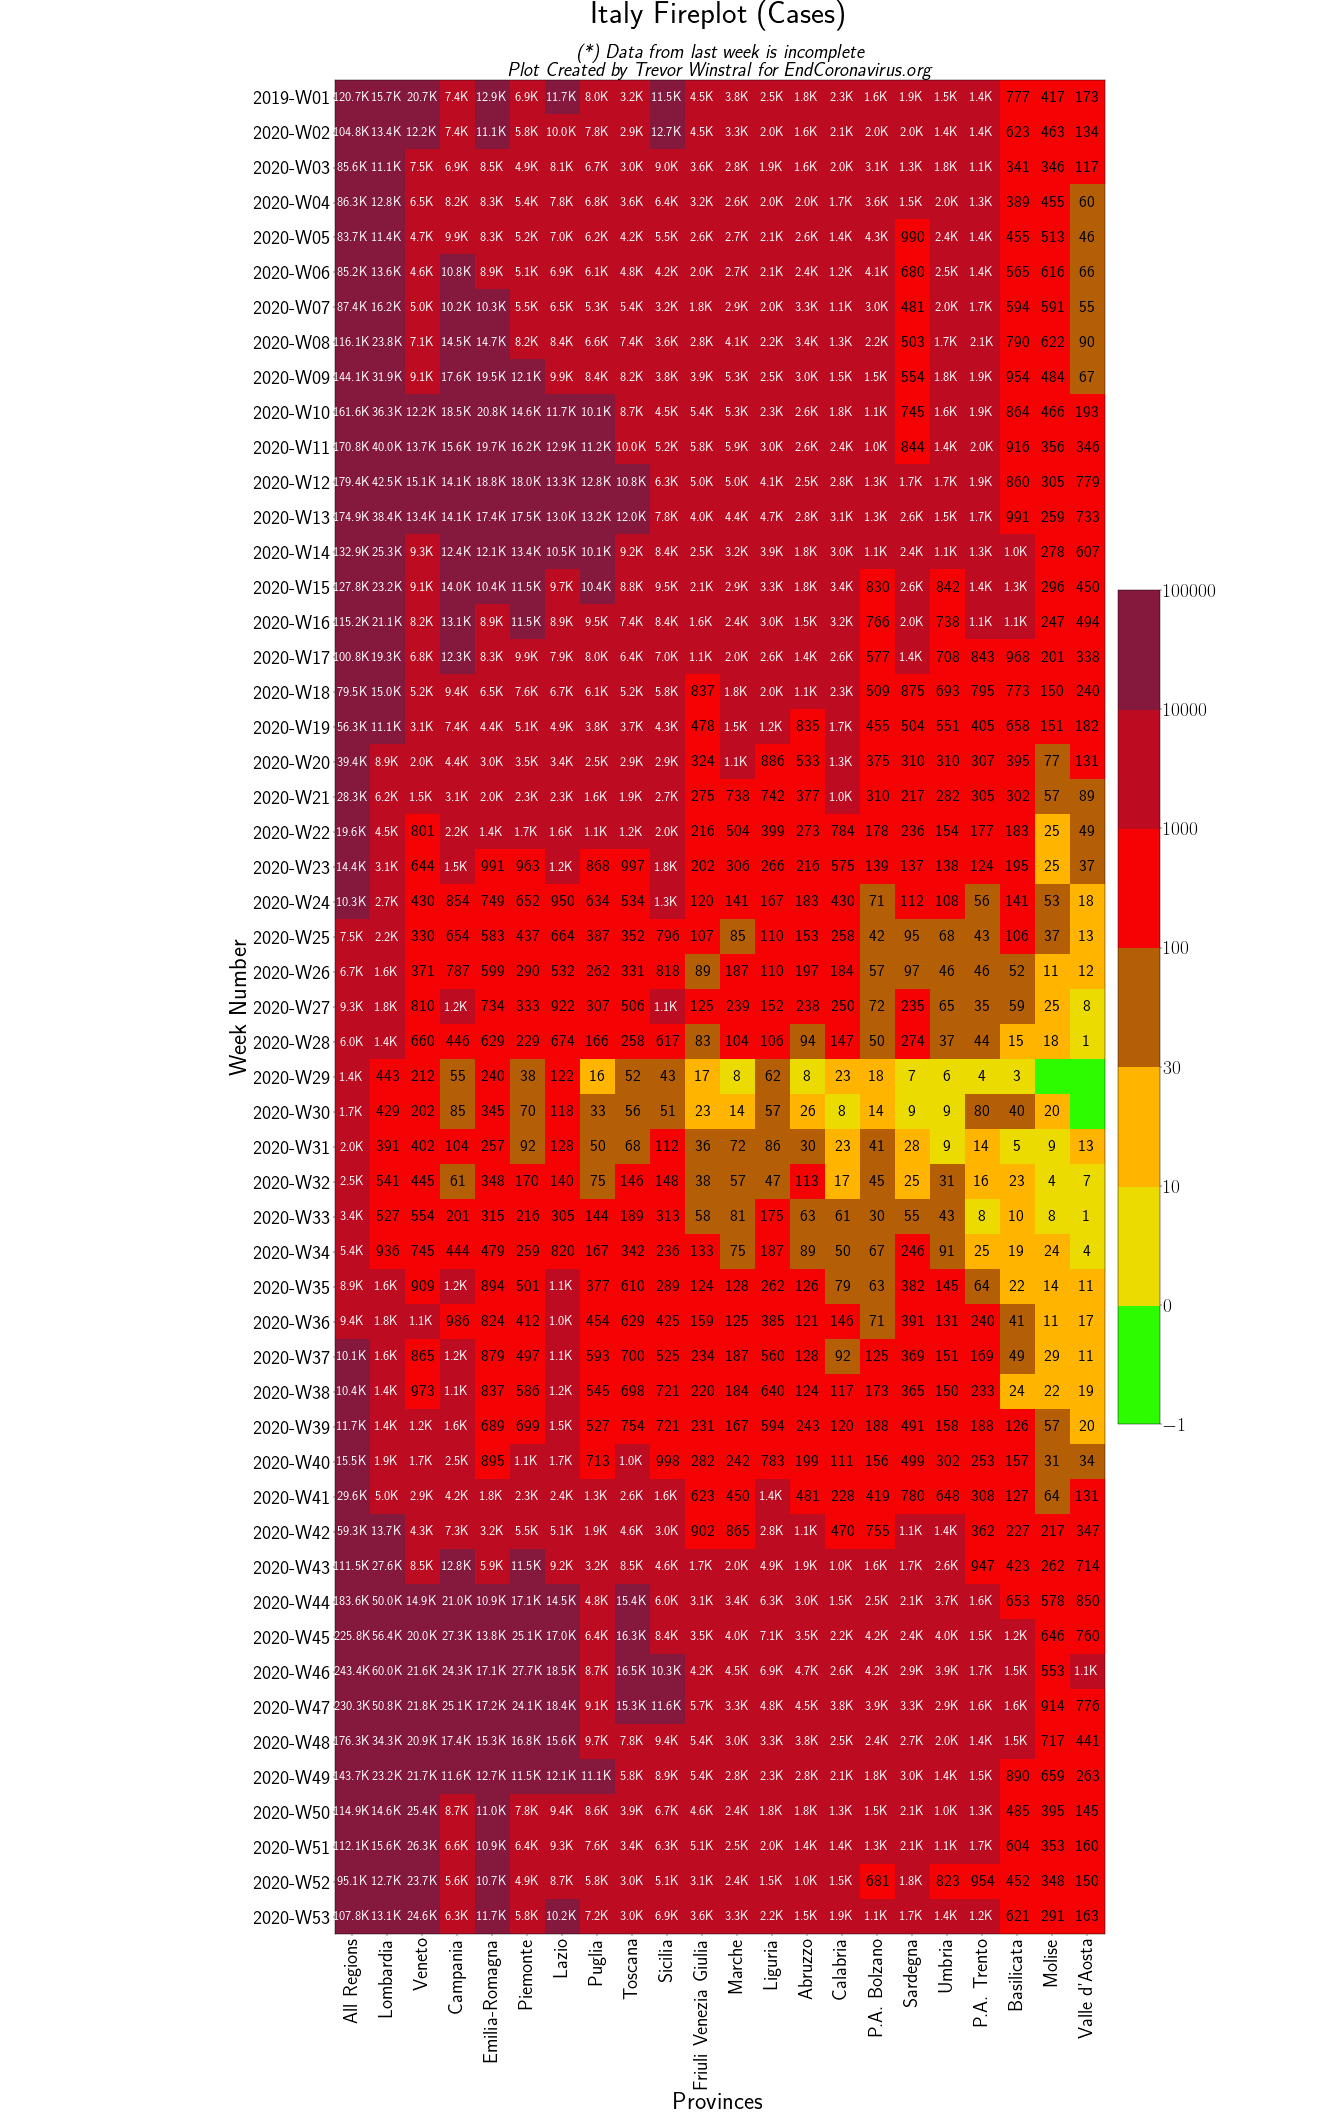 Italy Fireplot (Cases)
(*) Data from last week is incomplete
Plot Created by Trevor Winstral for EndCoronavirus.org
2019-W01 120.7K 15.7K 20.7K 7.4K 12.9K 6.9K 11.7K 8.0K 3.2K 11.5K 4.5K 3.8K 2.5K 1.8K 2.3K 1.6K 1.9K 1.5K 1.4K 777 417 173
2020-W02 104.8K 13.4K 12.2K 7.4K 11.1K 5.8K 10.0K 7.8K 2.9K 12.7K 4.5K 3.3K 2.0K 1.6K 2.1K 2.0K 2.0K 1.4K 1.4K 623 463 134
2020-W03 85.6K 11.1K 7.5K 6.9K 8.5K 4.9K 8.1K 6.7K 3.0K 9.0K 3.6K 2.8K 1.9K 1.6K 2.0K 3.1K 1.3K 1.8K 1.1K 341 346 117
2020-W04 86.3K 12.8K 6.5K 8.2K 8.3K 5.4K 7.8K 6.8K 3.6K 6.4K 3.2K 2.6K 2.0K 2.0K 1.7K 3.6K 1.5K 2.0K 1.3K 389 455 60
2020-W05 83.7K 11.4K 4.7K 9.9K 8.3K 5.2K 7.0K 6.2K 4.2K 5.5K 2.6K 2.7K 2.1K 2.6K 1.4K 4.3K 990 2.4K 1.4K 455 513 46
2020-W06 85.2K 13.6K 4.6K 10.8K 8.9K 5.1K 6.9K 6.1K 4.8K 4.2K 2.0K 2.7K 2.1K 2.4K 1.2K 4.1K 680 2.5K 1.4K 565 616 66
2020-W07 87.4K 16.2K 5.0K 10.2K 10.3K 5.5K 6.5K 5.3K 5.4K 3.2K 1.8K 2.9K 2.0K 3.3K 1.1K 3.0K 481 2.0K 1.7K 594 591 55
2020-W08 116.1K 23.8K 7.1K 14.5K 14.7K 8.2K 8.4K 6.6K 7.4K 3.6K 2.8K 4.1K 2.2K 3.4K 1.3K 2.2K 503 1.7K 2.1K 790 622 90
2020-W09 144.1K 31.9K 9.1K 17.6K 19.5K 12.1K 9.9K 8.4K 8.2K 3.8K 3.9K 5.3K 2.5K 3.0K 1.5K 1.5K 554 1.8K 1.9K 954 484 67
2020-W10 161.6K 36.3K 12.2K 18.5K 20.8K 14.6K 11.7K 10.1K 8.7K 4.5K 5.4K 5.3K 2.3K 2.6K 1.8K 1.1K 745 1.6K 1.9K 864 466 193
2020-W11 170.8K 40.0K 13.7K 15.6K 19.7K 16.2K 12.9K 11.2K 10.0K 5.2K 5.8K 5.9K 3.0K 2.6K 2.4K 1.0K 844 1.4K 2.0K 916 356 346
2020-W12 179.4K 42.5K 15.1K 14.1K 18.8K 18.0K 13.3K 12.8K 10.8K 6.3K 5.0K 5.0K 4.1K 2.5K 2.8K 1.3K 1.7K 1.7K 1.9K 860 305 779
2020-W13 174.9K 38.4K 13.4K 14.1K 17.4K 17.5K 13.0K 13.2K 12.0K 7.8K 4.0K 4.4K 4.7K 2.8K 3.1K 1.3K 2.6K 1.5K 1.7K 991 259 733
2020-W14 132.9K 25.3K 9.3K 12.4K 12.1K 13.4K 10.5K 10.1K 9.2K 8.4K 2.5K 3.2K 3.9K 1.8K 3.0K 1.1K 2.4K 1.1K 1.3K 1.0K 278 607
2020-W15 127.8K 23.2K 9.1K 14.0K 10.4K 11.5K 9.7K 10.4K 8.8K 9.5K 2.1K 2.9K 3.3K 1.8K 3.4K 830 2.6K 842 1.4K 1.3K 296 450
2020-W16 115.2K 21.1K 8.2K 13.1K 8.9K 11.5K 8.9K 9.5K 7.4K 8.4K 1.6K 2.4K 3.0K 1.5K 3.2K 766 2.0K 738 1.1K 1.1K 247 494
2020-W17 100.8K 19.3K 6.8K 12.3K 8.3K 9.9K 7.9K 8.0K 6.4K 7.0K 1.1K 2.0K 2.6K 1.4K 2.6K 577 1.4K 708 843 968 201 338
2020-W18 79.5K 15.0K 5.2K 9.4K 6.5K 7.6K 6.7K 6.1K 5.2K 5.8K 837 1.8K 2.0K 1.1K 2.3K 509 875 693 795 773 150 240
2020-W19 56.3K 11.1K 3.1K 7.4K 4.4K 5.1K 4.9K 3.8K 3.7K 4.3K 478 1.5K 1.2K 835 1.7K 455 504 551 405 658 151 182
2020-W20 39.4K 8.9K 2.0K 4.4K 3.0K 3.5K 3.4K 2.5K 2.9K 2.9K 324 1.1K 886 533 1.3K 375 310 310 307 395 77 131
2020-W21 28.3K 6.2K 1.5K 3.1K 2.0K 2.3K 2.3K 1.6K 1.9K 2.7K 275 738 742 377 1.0K 310 217 282 305 302 57 89
2020-W22 19.6K 4.5K 801 2.2K 1.4K 1.7K 1.6K 1.1K 1.2K 2.0K 216 504 399 273 784 178 236 154 177 183 25 49
2020-W23 14.4K 3.1K 644 1.5K 991 963 1.2K 868 997 1.8K 202 306 266 216 575 139 137 138 124 195 25 37
2020-W24 10.3K 2.7K 430 854 749 652 950 634 534 1.3K 120 141 167 183 430 71 112 108 56 141 53 18
2020-W25 7.5K 2.2K 330 654 583 437 664 387 352 796 107 85 110 153 258 42 95 68 43 106 37 13
2020-W26 6.7K 1.6K 371 787 599 290 532 262 331 818 89 187 110 197 184 57 97 46 46 52 11 12
2020-W27 9.3K 1.8K 810 1.2K 734 333 922 307 506 1.1K 125 239 152 238 250 72 235 65 35 59 25 8
2020-W28 6.0K 1.4K 660 446 629 229 674 166 258 617 83 104 106 94 147 50 274 37 44 15 18 1
2020-W29 1.4K 443 212 55 240 38 122 16 52 43 17 8 62 8 23 18 7 6 4 3
2020-W30 1.7K 429 202 85 345 70 118 33 56 51 23 14 57 26 8 14 9 9 80 40 20
2020-W31 2.0K 391 402 104 257 92 128 50 68 112 36 72 86 30 23 41 28 9 14 5 9 13
2020-W32 2.5K 541 445 61 348 170 140 75 146 148 38 57 47 113 17 45 25 31 16 23 4 7
2020-W33 3.4K 527 554 201 315 216 305 144 189 313 58 81 175 63 61 30 55 43 8 10 8 1
2020-W34 5.4K 936 745 444 479 259 820 167 342 236 133 75 187 89 50 67 246 91 25 19 24 4
2020-W35 8.9K 1.6K 909 1.2K 894 501 1.1K 377 610 289 124 128 262 126 79 63 382 145 64 22 14 11
2020-W36 9.4K 1.8K 1.1K 986 824 412 1.0K 454 629 425 159 125 385 121 146 71 391 131 240 41 11 17
2020-W37 10.1K 1.6K 865 1.2K 879 497 1.1K 593 700 525 234 187 560 128 92 125 369 151 169 49 29 11
2020-W38 10.4K 1.4K 973 1.1K 837 586 1.2K 545 698 721 220 184 640 124 117 173 365 150 233 24 22 19
2020-W39 11.7K 1.4K 1.2K 1.6K 689 699 1.5K 527 754 721 231 167 594 243 120 188 491 158 188 126 57 20
2020-W40 15.5K 1.9K 1.7K 2.5K 895 1.1K 1.7K 713 1.0K 998 282 242 783 199 111 156 499 302 253 157 31 34
2020-W41 29.6K 5.0K 2.9K 4.2K 1.8K 2.3K 2.4K 1.3K 2.6K 1.6K 623 450 1.4K 481 228 419 780 648 308 127 64 131
2020-W42 59.3K 13.7K 4.3K 7.3K 3.2K 5.5K 5.1K 1.9K 4.6K 3.0K 902 865 2.8K 1.1K 470 755 1.1K 1.4K 362 227 217 347
2020-W43 111.5K 27.6K 8.5K 12.8K 5.9K 11.5K 9.2K 3.2K 8.5K 4.6K 1.7K 2.0K 4.9K 1.9K 1.0K 1.6K 1.7K 2.6K 947 423 262 714
2020-W44 183.6K 50.0K 14.9K 21.0K 10.9K 17.1K 14.5K 4.8K 15.4K 6.0K 3.1K 3.4K 6.3K 3.0K 1.5K 2.5K 2.1K 3.7K 1.6K 653 578 850
2020-W45 225.8K 56.4K 20.0K 27.3K 13.8K 25.1K 17.0K 6.4K 16.3K 8.4K 3.5K 4.0K 7.1K 3.5K 2.2K 4.2K 2.4K 4.0K 1.5K 1.2K 646 760
2020-W46 243.4K 60.0K 21.6K 24.3K 17.1K 27.7K 18.5K 8.7K 16.5K 10.3K 4.2K 4.5K 6.9K 4.7K 2.6K 4.2K 2.9K 3.9K 1.7K 1.5K 553 1.1K
2020-W47 230.3K 50.8K 21.8K 25.1K 17.2K 24.1K 18.4K 9.1K 15.3K 11.6K 5.7K 3.3K 4.8K 4.5K 3.8K 3.9K 3.3K 2.9K 1.6K 1.6K 914 776
2020-W48 176.3K 34.3K 20.9K 17.4K 15.3K 16.8K 15.6K 9.7K 7.8K 9.4K 5.4K 3.0K 3.3K 3.8K 2.5K 2.4K 2.7K 2.0K 1.4K 1.5K 717 441
2020-W49 143.7K 23.2K 21.7K 11.6K 12.7K 11.5K 12.1K 11.1K 5.8K 8.9K 5.4K 2.8K 2.3K 2.8K 2.1K 1.8K 3.0K 1.4K 1.5K 890 659 263
2020-W50 114.9K 14.6K 25.4K 8.7K 11.0K 7.8K 9.4K 8.6K 3.9K 6.7K 4.6K 2.4K 1.8K 1.8K 1.3K 1.5K 2.1K 1.0K 1.3K 485 395 145
2020-W51 112.1K 15.6K 26.3K 6.6K 10.9K 6.4K 9.3K 7.6K 3.4K 6.3K 5.1K 2.5K 2.0K 1.4K 1.4K 1.3K 2.1K 1.1K 1.7K 604 353 160
2020-W52 95.1K 12.7K 23.7K 5.6K 10.7K 4.9K 8.7K 5.8K 3.0K 5.1K 3.1K 2.4K 1.5K 1.0K 1.5K 681 1.8K 823 954 452 348 150
2020-W53 107.8K 13.1K 24.6K 6.3K 11.7K 5.8K 10.2K 7.2K 3.0K 6.9K 3.6K 3.3K 2.2K 1.5K 1.9K 1.1K 1.7K 1.4K 1.2K 621 291 163
Week Number
All Regions
Lombardia
Veneto
Campania
Emilia-Romagna
Piemonte
Lazio
Puglia
Toscana
Sicilia
Friuli Venezia Giulia
Marche
Liguria
Abruzzo
Calabria
P.A. Bolzano
Sardegna
Umbria
P.A. Trento
Basilicata
Molise
Valle d'Aosta
Provinces
100000
10000
1000
100
30
10
0
−1